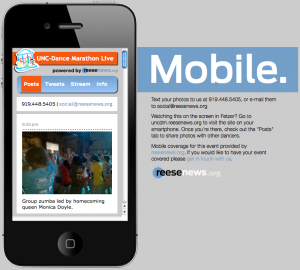 UNC-Dance Marathon Live
powered by reesenews.org
Posts Tweets Stream Info
919.448.5405 | social@reesenews.org
Group zumba led by homecoming
queen Monica Doyle.
Mobile.
Text your photos to us at 919.448.5405, or e-mail them
to social@reesenews.org
Watching this on the screen in Fetzer? Go to
uncdm.reesenews.org to visit the site on your
smartphone. Once you're there, check out the "Posts"
tab to share photos with other dancers.
Mobile coverage for this event provided by
reesenews.org. If you would like to have your event
covered please get in touch with us.
reesenews.org